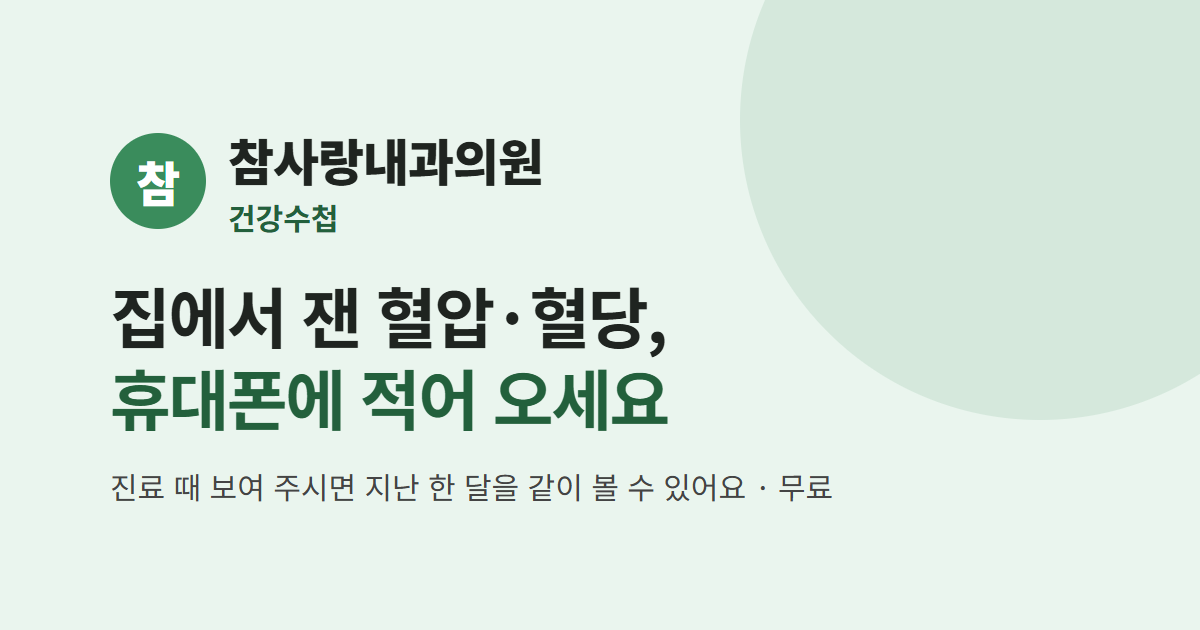 참
참사랑내과의원
건강수첩
집에서 잰 혈압·혈당,
휴대폰에 적어 오세요
진료 때 보여 주시면 지난 한 달을 같이 볼 수 있어요 · 무료